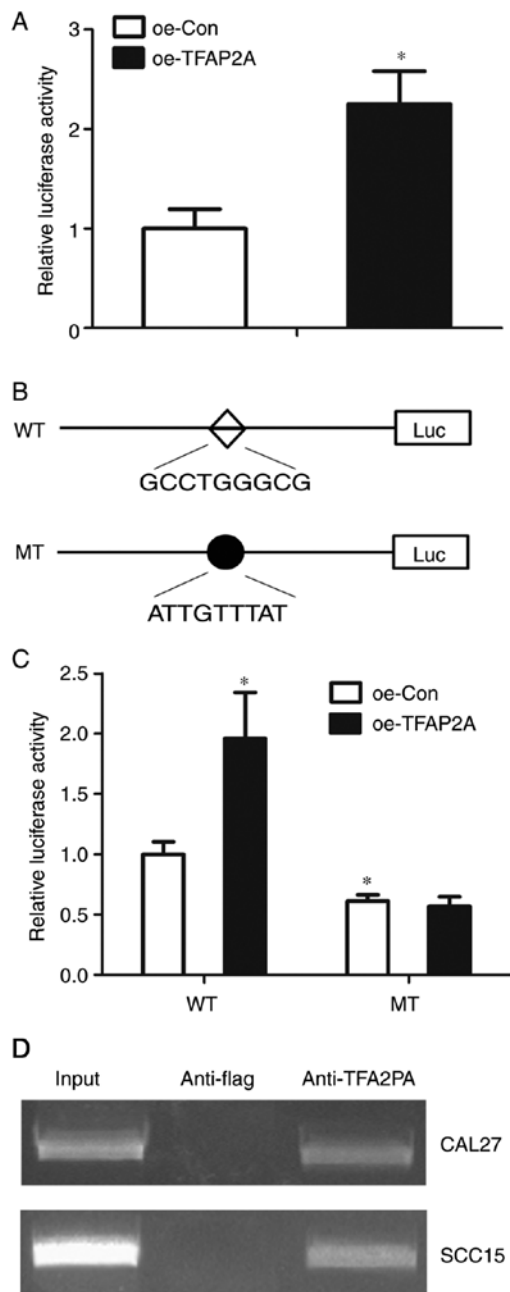 A
oe-Con
oe-TFAP2A
Relative luciferase activity
3
2
1
0
*
B
WT
Luc
GCCTGGGCG
MT
Luc
ATTGTTTAT
C
oe-Con
oe-TFAP2A
Relative luciferase activity
2.5
2.0
1.5
1.0
0.5
0.0
*
*
WT
MT
D
Input
Anti-flag
Anti-TFA2PA
CAL27
SCC15